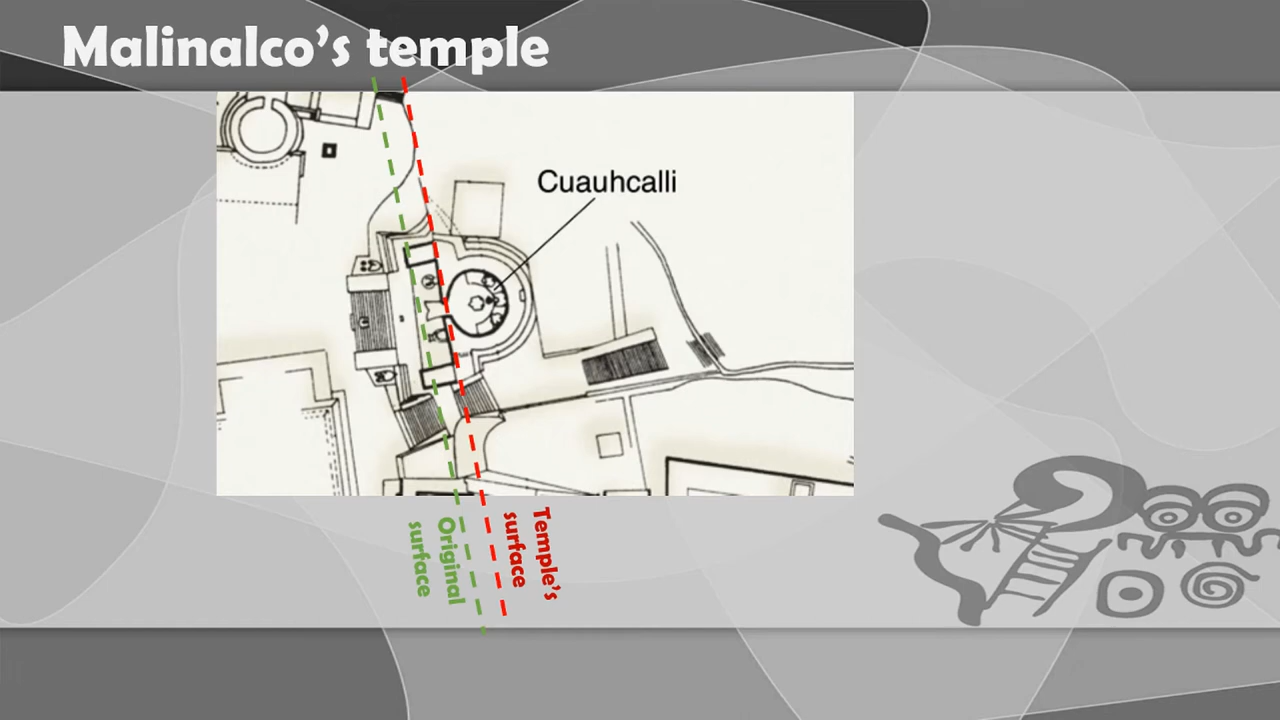 Malinalco's temple
Cuauhcalli
Original
surface
Temple's
surface